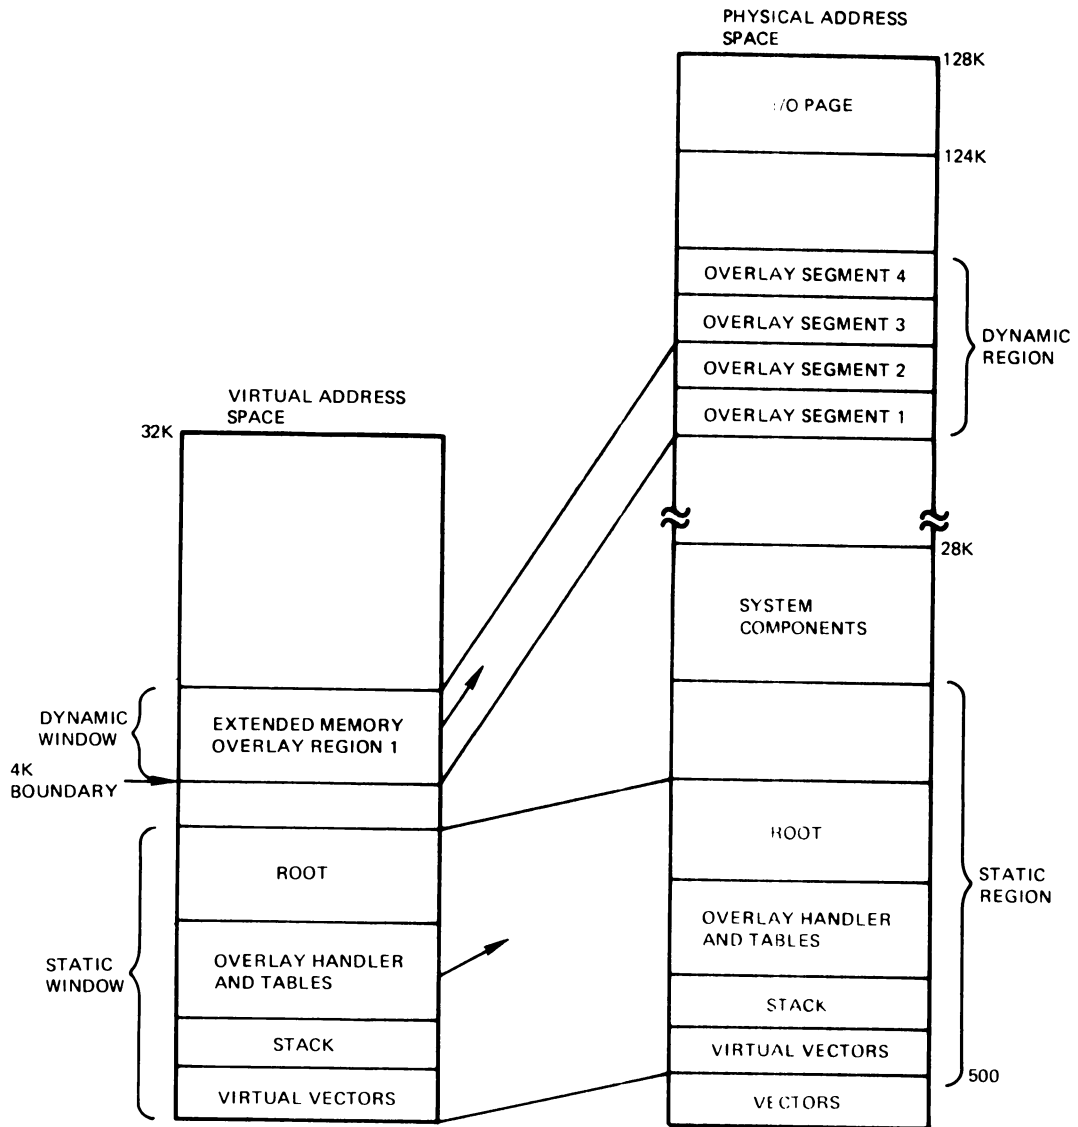 PHYSICAL ADDRESS
SPACE
128K
I/O PAGE
124K
OVERLAY SEGMENT 4
OVERLAY SEGMENT 3
OVERLAY SEGMENT 2
OVERLAY SEGMENT 1
DYNAMIC
REGION
28K
SYSTEM
COMPONENTS
ROOT
OVERLAY HANDLER
AND TABLES
STACK
VIRTUAL VECTORS
VECTORS
STATIC
REGION
500
VIRTUAL ADDRESS
SPACE
32K
EXTENDED MEMORY
OVERLAY REGION 1
DYNAMIC
WINDOW
4K
BOUNDARY
ROOT
OVERLAY HANDLER
AND TABLES
STACK
VIRTUAL VECTORS
STATIC
WINDOW